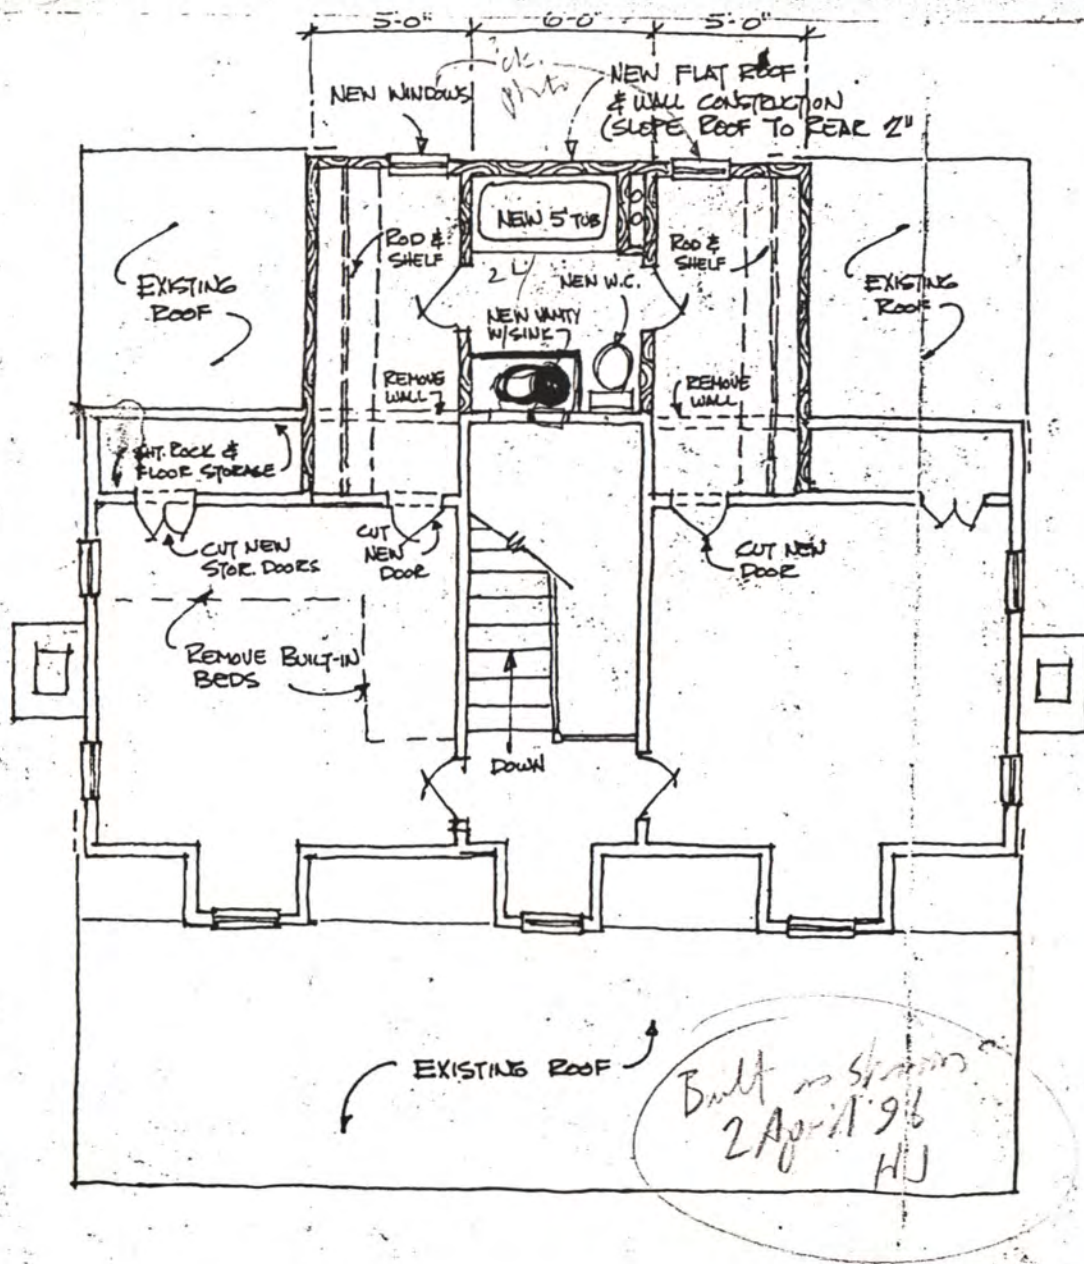 5'-0" 6'-0" 5'-0"
NEW WINDOWS
ck.
photo
NEW FLAT ROOF
& WALL CONSTRUCTION
(SLOPE ROOF TO REAR 2"
NEW 5' TUB
ROD &
SHELF
ROD &
SHELF
EXISTING
ROOF
EXISTING
ROOF
NEW W.C.
NEW VANITY
W/SINK
REMOVE
WALL
REMOVE
WALL
SHT. ROCK &
FLOOR STORAGE
CUT NEW
STOR. DOORS
CUT
NEW
DOOR
CUT NEW
DOOR
REMOVE BUILT-IN
BEDS
DOWN
EXISTING ROOF
Built as shown
2 April 96
HJ